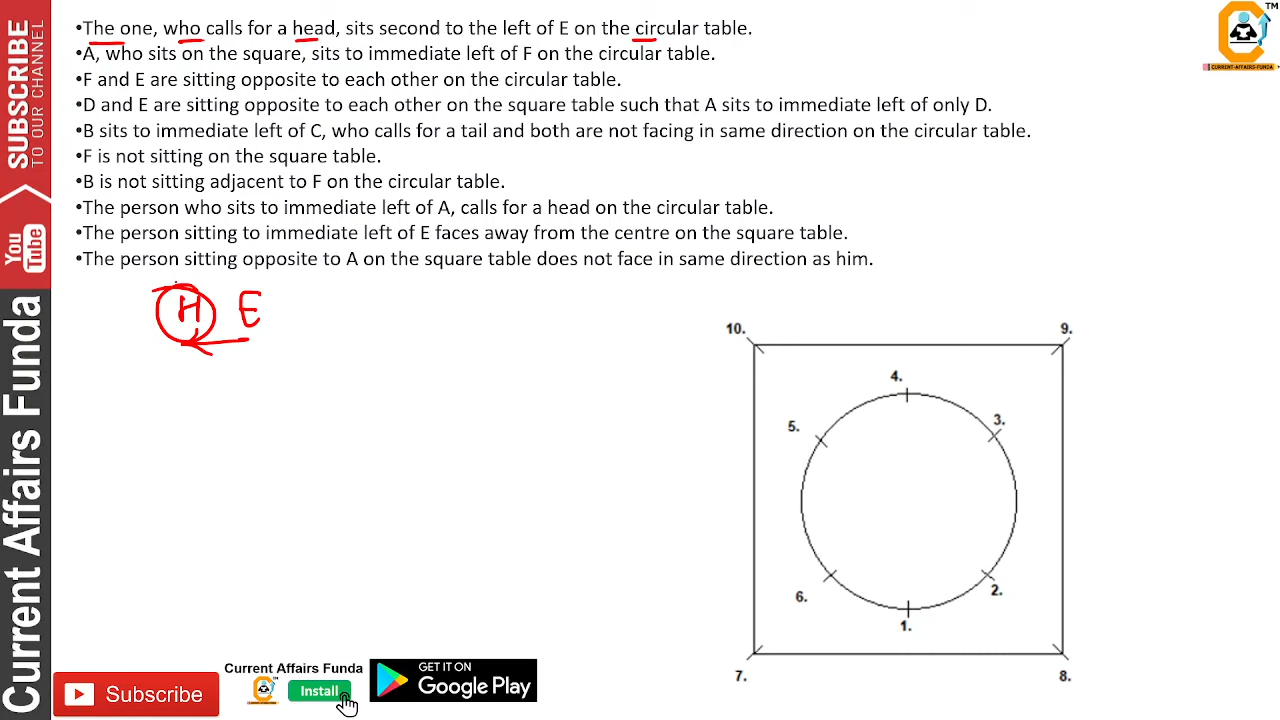 •The one, who calls for a head, sits second to the left of E on the circular table.
•A, who sits on the square, sits to immediate left of F on the circular table.
•F and E are sitting opposite to each other on the circular table.
•D and E are sitting opposite to each other on the square table such that A sits to immediate left of only D.
•B sits to immediate left of C, who calls for a tail and both are not facing in same direction on the circular table.
•F is not sitting on the square table.
•B is not sitting adjacent to F on the circular table.
•The person who sits to immediate left of A, calls for a head on the circular table.
•The person sitting to immediate left of E faces away from the centre on the square table.
•The person sitting opposite to A on the square table does not face in same direction as him.
H E
10. 9.
4.
3.
5.
6. 2.
1.
7. 8.
SUBSCRIBE
TO OUR CHANNEL
You Tube
Current Affairs Funda
TM
CURRENT-AFFAIRS-FUNDA
Subscribe
Current Affairs Funda
Install
GET IT ON
Google Play